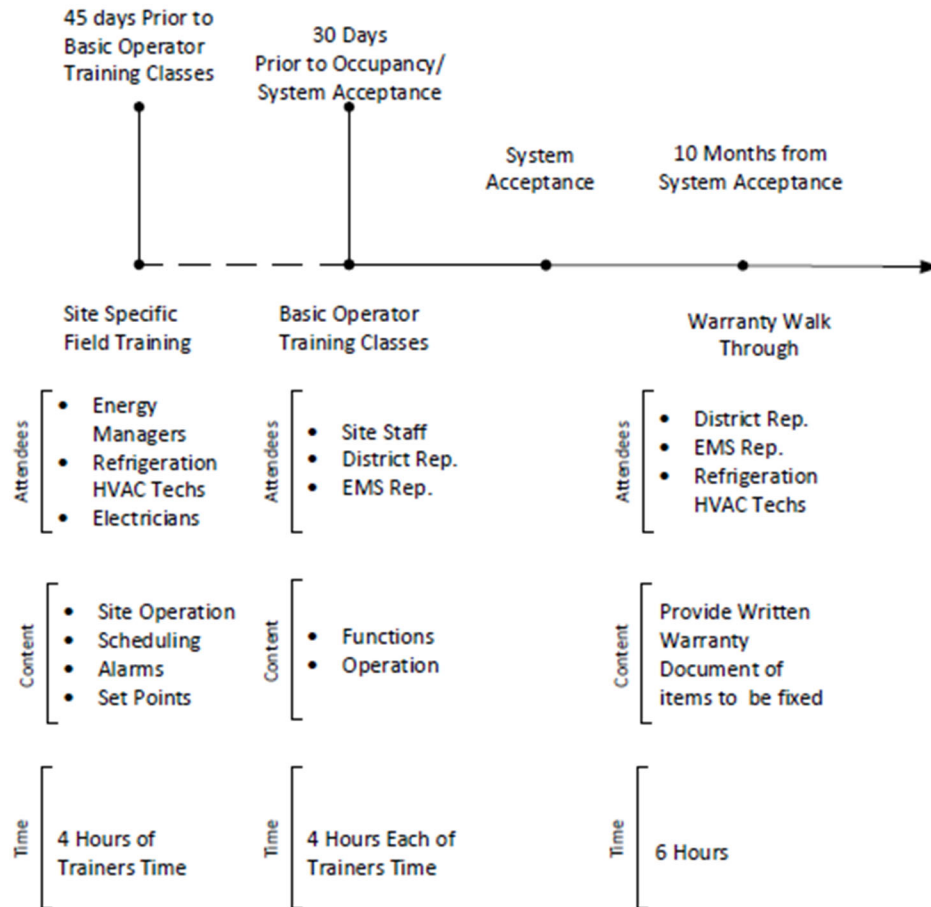 45 days Prior to
Basic Operator
Training Classes
30 Days
Prior to Occupancy/
System Acceptance
System
Acceptance
10 Months from
System Acceptance
Site Specific
Field Training
Basic Operator
Training Classes
Warranty Walk
Through
Attendees
• Energy
Managers
• Refrigeration
HVAC Techs
• Electricians
Attendees
• Site Staff
• District Rep.
• EMS Rep.
Attendees
• District Rep.
• EMS Rep.
• Refrigeration
HVAC Techs
Content
• Site Operation
• Scheduling
• Alarms
• Set Points
Content
• Functions
• Operation
Content
Provide Written
Warranty
Document of
items to be fixed
Time
4 Hours of
Trainers Time
Time
4 Hours Each of
Trainers Time
Time
6 Hours